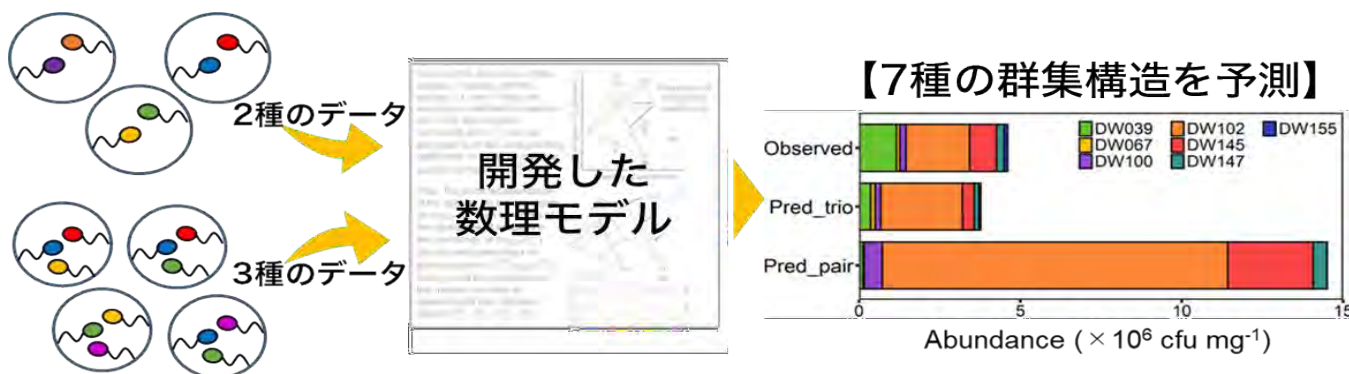 2種のデータ
3種のデータ
開発した
数理モデル
【7種の群集構造を予測】
Observed
Pred_trio
Pred_pair
DW039
DW102
DW155
DW067
DW145
DW100
DW147
0
5
10
15
Abundance (×10⁶ cfu mg⁻¹)